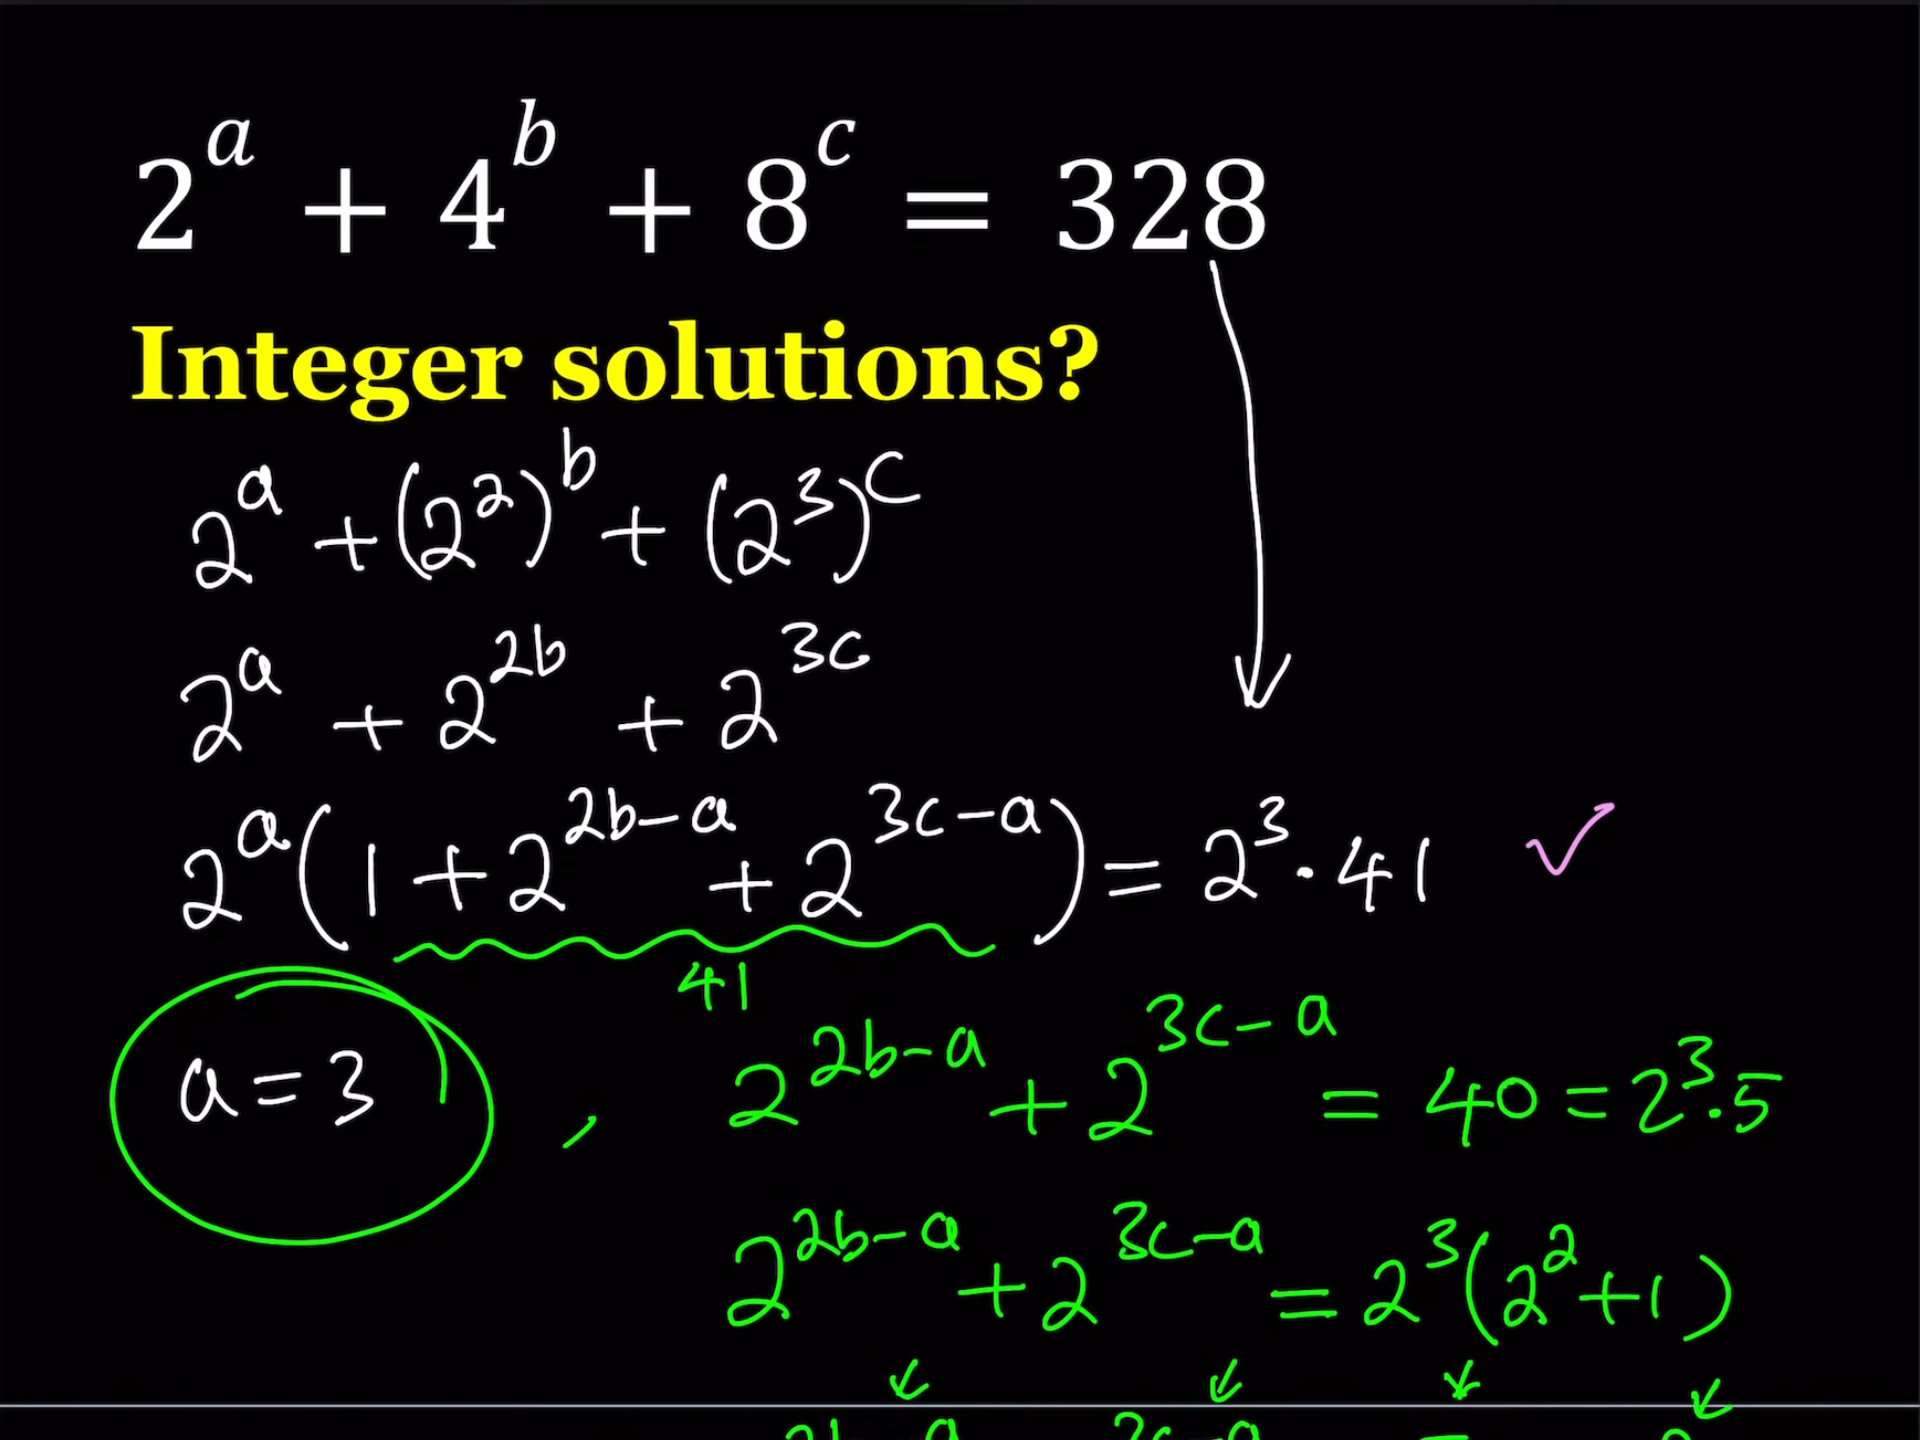 2^a + 4^b + 8^c = 328
Integer solutions?
2^a + (2^2)^b + (2^3)^c
2^a + 2^{2b} + 2^{3c}
2^a (1 + 2^{2b-a} + 2^{3c-a}) = 2^3 · 41 ✓
41
a = 3 , 2^{2b-a} + 2^{3c-a} = 40 = 2^3 · 5
2^{2b-a} + 2^{3c-a} = 2^3 (2^2 + 1)